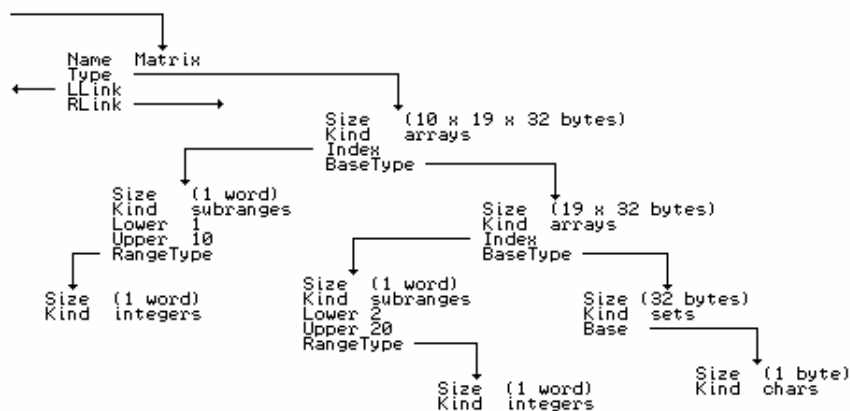 Name Matrix
Type
LLink
RLink
Size (10 x 19 x 32 bytes)
Kind arrays
Index
BaseType
Size (1 word)
Kind subranges
Lower 1
Upper 10
RangeType
Size (1 word)
Kind integers
Size (19 x 32 bytes)
Kind arrays
Index
BaseType
Size (1 word)
Kind subranges
Lower 2
Upper 20
RangeType
Size (1 word)
Kind integers
Size (32 bytes)
Kind sets
Base
Size (1 byte)
Kind chars